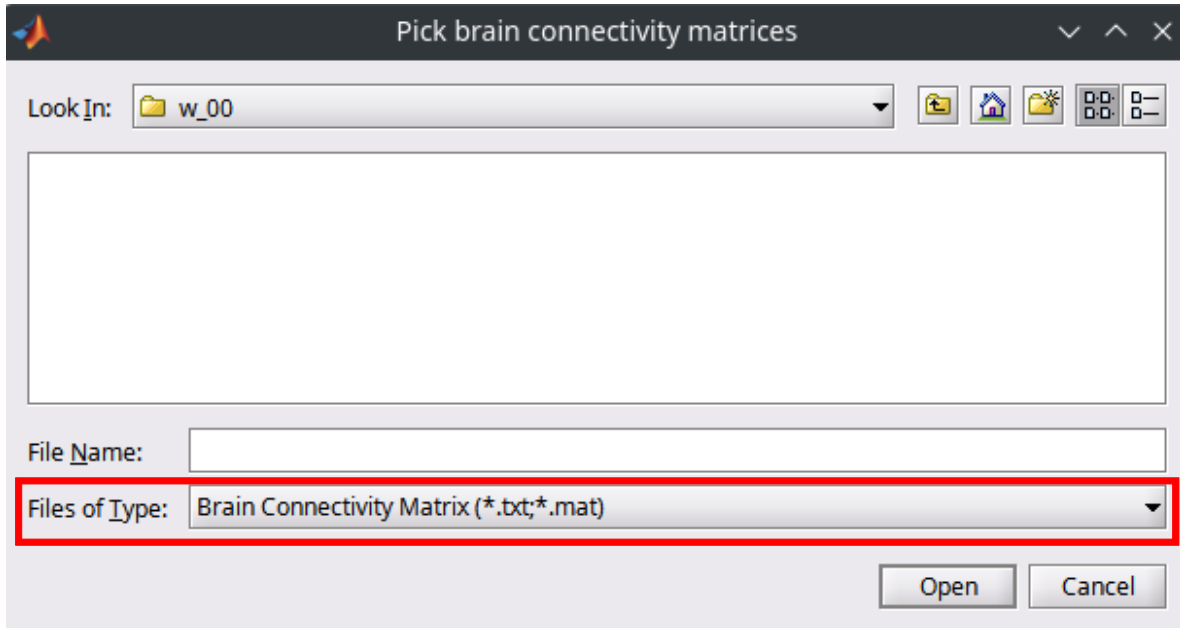 Pick brain connectivity matrices
Look In: w_00
File Name:
Files of Type: Brain Connectivity Matrix (*.txt;*.mat)
Open Cancel